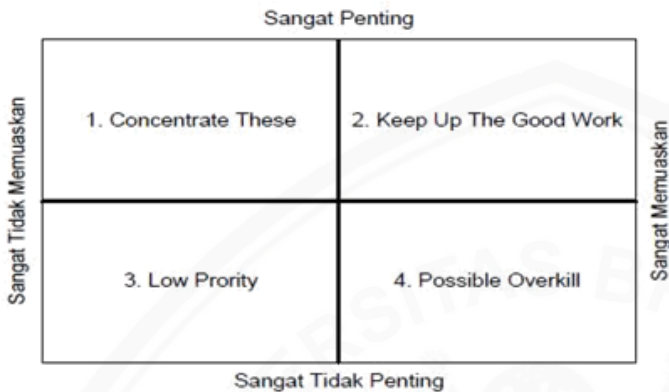 Sangat Penting
Sangat Tidak Memuaskan
1. Concentrate These
2. Keep Up The Good Work
Sangat Memuaskan
3. Low Prority
4. Possible Overkill
Sangat Tidak Penting